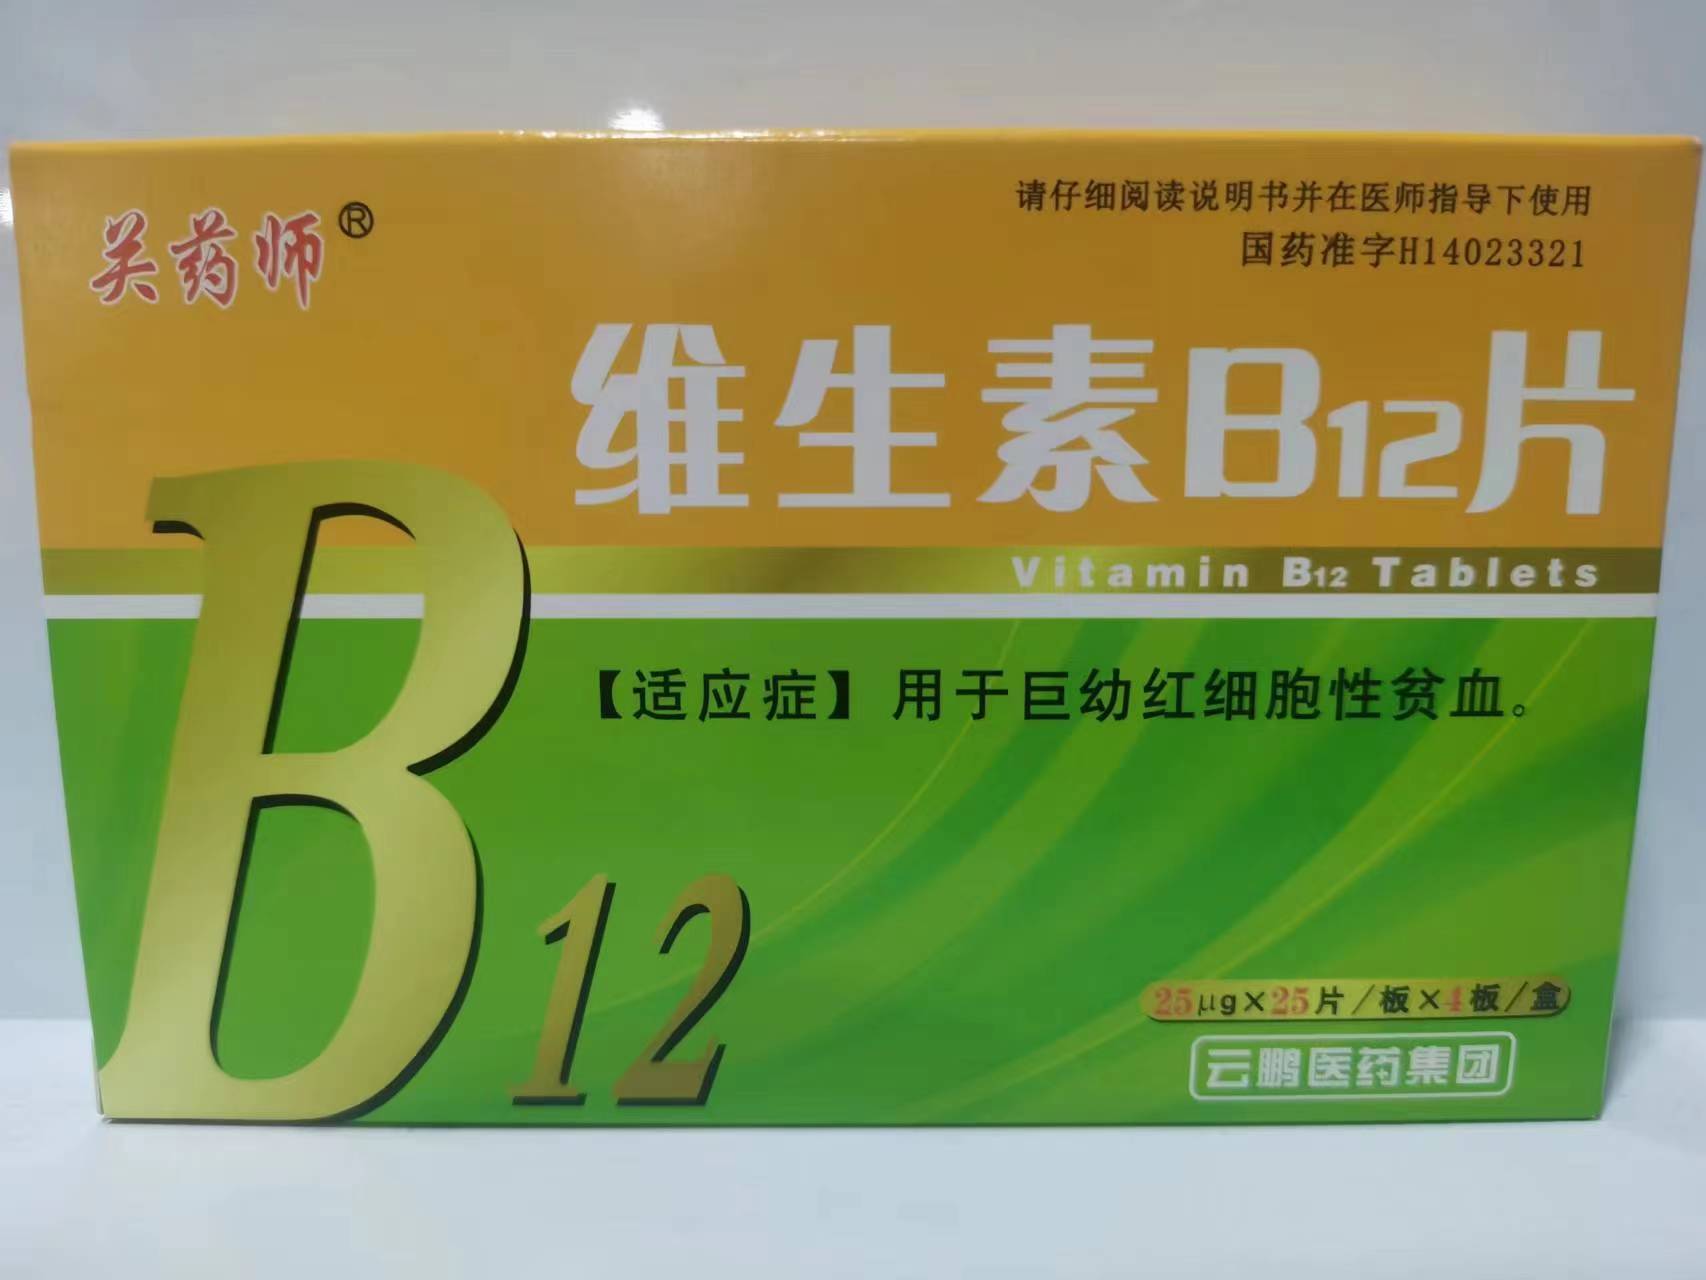 关药师®
请仔细阅读说明书并在医师指导下使用
国药准字H14023321
维生素B12片
Vitamin B12 Tablets
【适应症】用于巨幼红细胞性贫血。
B12
25μg×25片/板×4板/盒
云鹏医药集团